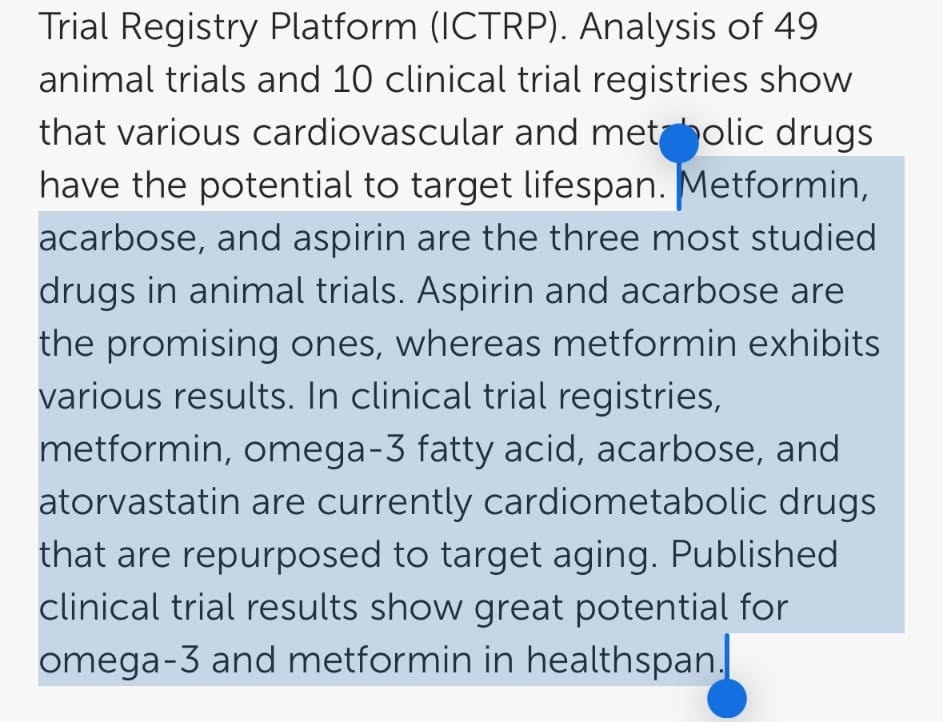 Trial Registry Platform (ICTRP). Analysis of 49
animal trials and 10 clinical trial registries show
that various cardiovascular and metabolic drugs
have the potential to target lifespan. Metformin,
acarbose, and aspirin are the three most studied
drugs in animal trials. Aspirin and acarbose are
the promising ones, whereas metformin exhibits
various results. In clinical trial registries,
metformin, omega-3 fatty acid, acarbose, and
atorvastatin are currently cardiometabolic drugs
that are repurposed to target aging. Published
clinical trial results show great potential for
omega-3 and metformin in healthspan.